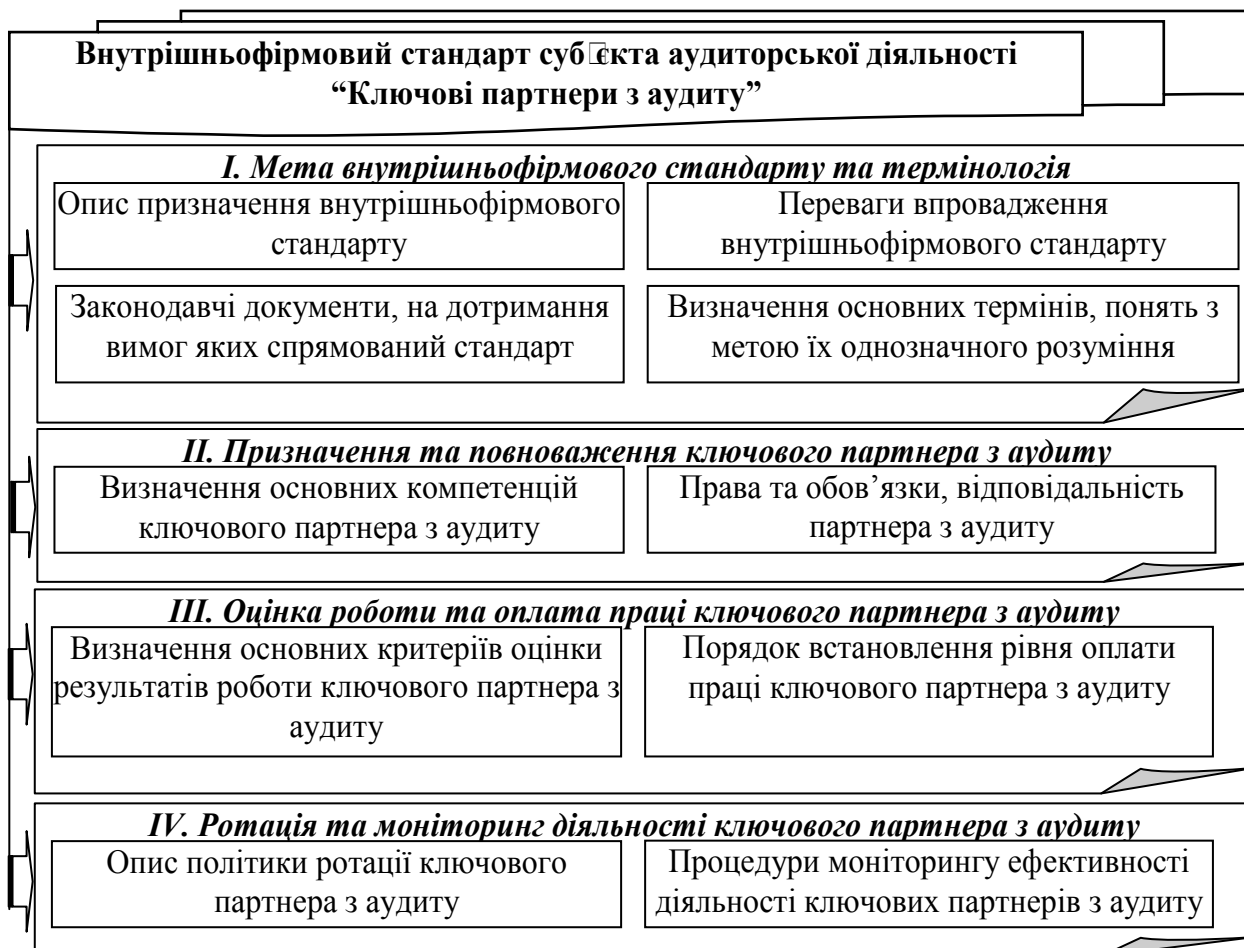 Внутрішньофірмовий стандарт суб єкта аудиторської діяльності
“Ключові партнери з аудиту”
I. Мета внутрішньофірмового стандарту та термінологія
Опис призначення внутрішньофірмового
стандарту
Переваги впровадження
внутрішньофірмового стандарту
Законодавчі документи, на дотримання
вимог яких спрямований стандарт
Визначення основних термінів, понять з
метою їх однозначного розуміння
II. Призначення та повноваження ключового партнера з аудиту
Визначення основних компетенцій
ключового партнера з аудиту
Права та обов’язки, відповідальність
партнера з аудиту
III. Оцінка роботи та оплата праці ключового партнера з аудиту
Визначення основних критеріїв оцінки
результатів роботи ключового партнера з
аудиту
Порядок встановлення рівня оплати
праці ключового партнера з аудиту
IV. Ротація та моніторинг діяльності ключового партнера з аудиту
Опис політики ротації ключового
партнера з аудиту
Процедури моніторингу ефективності
діяльності ключових партнерів з аудиту